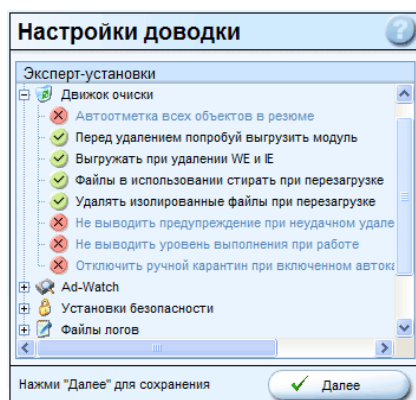 Настройки доводки
?
Эксперт-установки
Движок очиски
Автоотметка всех объектов в резюме
Перед удалением попробуй выгрузить модуль
Выгружать при удалении WE и IE
Файлы в использовании стирать при перезагрузке
Удалять изолированные файлы при перезагрузке
Не выводить предупреждение при неудачном удале
Не выводить уровень выполнения при работе
Отключить ручной карантин при включенном автока
Ad-Watch
Установки безопасности
Файлы логов
Нажми "Далее" для сохранения
Далее